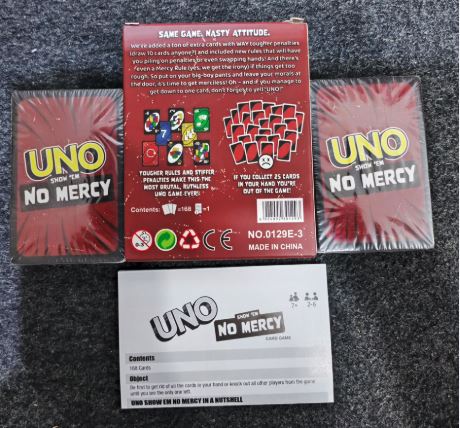 SAME GAME. NASTY ATTITUDE.
We've added a ton of extra cards with WAY tougher penalties
(draw 10 cards anyone?) and included new rules that will have
you piling on penalties or even swapping hands! And there's
even a Mercy Rule (yes, we get the irony) if things get too
rough. So put on your big-boy pants and leave your morals at
the door, it's time to get merciless! Oh - and if you manage to
get down to one card, don't forget to yell "UNO"
TOUGHER RULES AND STIFFER
PENALTIES MAKE THIS THE
MOST BRUTAL, RUTHLESS
UNO GAME EVER!
IF YOU COLLECT 25 CARDS
IN YOUR HAND YOU'RE
OUT OF THE GAME.
Contents: =168 =1
0-3
CE
NO.0129E-3
MADE IN CHINA
UNO
SHOW 'EM
NO MERCY
UNO
SHOW 'EM
NO MERCY
UNO
SHOW 'EM
NO MERCY
CARD GAME
7+ 2-6
Contents
168 Cards
Object
Be first to get rid of all the cards in your hand or knock out all other players from the game
until you are the only one left.
UNO SHOW EM NO MERCY IN A NUTSHELL